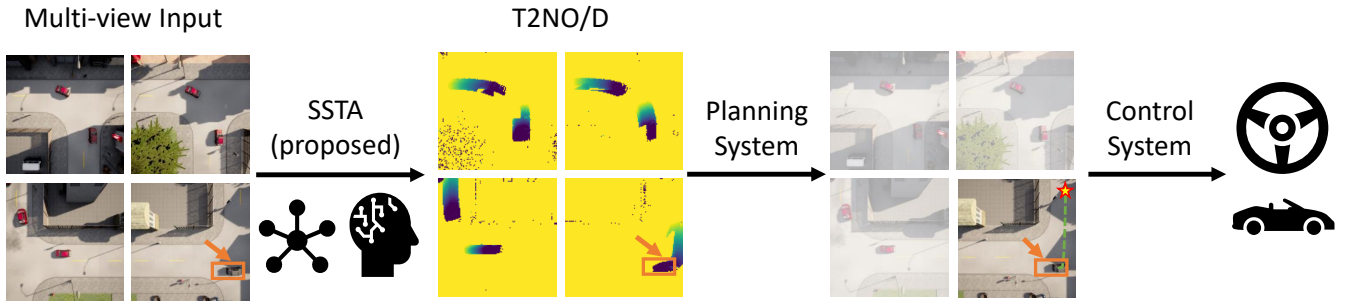 Multi-view Input
T2NO/D
SSTA
(proposed)
Planning
System
Control
System